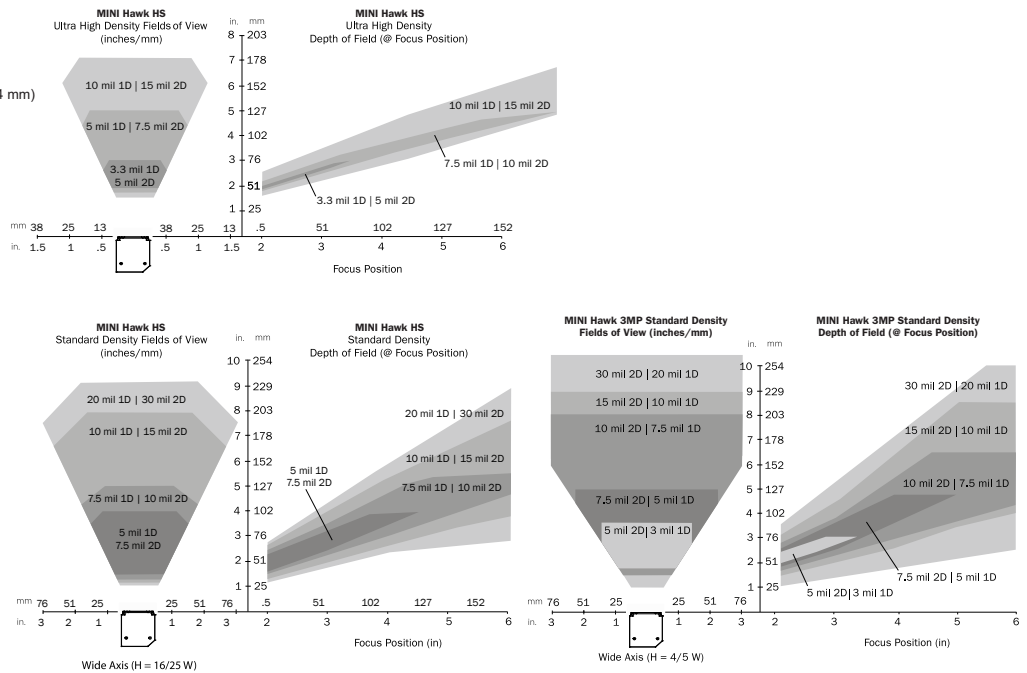 MINI Hawk HS
Ultra High Density Fields of View
(inches/mm)
in. mm
MINI Hawk HS
Ultra High Density
Depth of Field (@ Focus Position)
8 203
7 178
6 152
5 127
4 102
3 76
2 51
1 25
mm)
10 mil 1D | 15 mil 2D
5 mil 1D | 7.5 mil 2D
3.3 mil 1D
5 mil 2D
10 mil 1D | 15 mil 2D
7.5 mil 1D | 10 mil 2D
3.3 mil 1D | 5 mil 2D
mm 38 25 13 38 25 13 .5 51 102 127 152
in. 1.5 1 .5 .5 1 1.5 2 3 4 5 6
Focus Position
MINI Hawk HS
Standard Density Fields of View
(inches/mm)
in. mm
MINI Hawk HS
Standard Density
Depth of Field (@ Focus Position)
10 254
9 229
8 203
7 178
6 152
5 127
4 102
3 76
2 51
1 25
20 mil 1D | 30 mil 2D
10 mil 1D | 15 mil 2D
7.5 mil 1D | 10 mil 2D
5 mil 1D
7.5 mil 2D
20 mil 1D | 30 mil 2D
10 mil 1D | 15 mil 2D
7.5 mil 1D | 10 mil 2D
5 mil 1D
7.5 mil 2D
mm 76 51 25 25 51 76 .5 51 102 127 152
in. 3 2 1 1 2 3 2 3 4 5 6
Focus Position (in)
Wide Axis (H = 16/25 W)
MINI Hawk 3MP Standard Density
Fields of View (inches/mm)
in. mm
MINI Hawk 3MP Standard Density
Depth of Field (@ Focus Position)
10 254
9 229
8 203
7 178
6 152
5 127
4 102
3 76
2 51
1 25
30 mil 2D | 20 mil 1D
15 mil 2D | 10 mil 1D
10 mil 2D | 7.5 mil 1D
7.5 mil 2D | 5 mil 1D
5 mil 2D | 3 mil 1D
30 mil 2D | 20 mil 1D
15 mil 2D | 10 mil 1D
10 mil 2D | 7.5 mil 1D
7.5 mil 2D | 5 mil 1D
5 mil 2D | 3 mil 1D
mm 76 51 25 25 51 76
in. 3 2 1 1 2 3 2 3 4 5 6
Focus Position (in)
Wide Axis (H = 4/5 W)